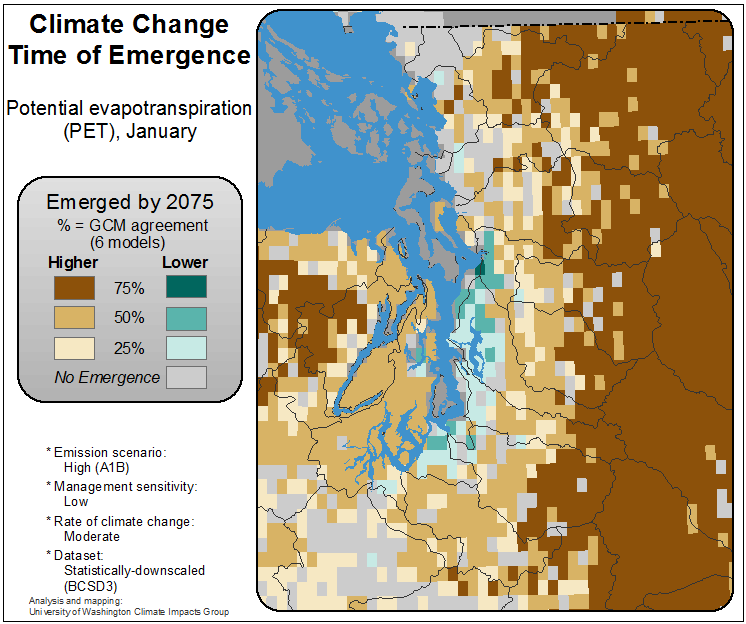 Climate Change
Time of Emergence
Potential evapotranspiration
(PET), January
Emerged by 2075
% = GCM agreement
(6 models)
Higher Lower
75%
50%
25%
No Emergence
* Emission scenario:
High (A1B)
* Management sensitivity:
Low
* Rate of climate change:
Moderate
* Dataset:
Statistically-downscaled
(BCSD3)
Analysis and mapping:
University of Washington Climate Impacts Group